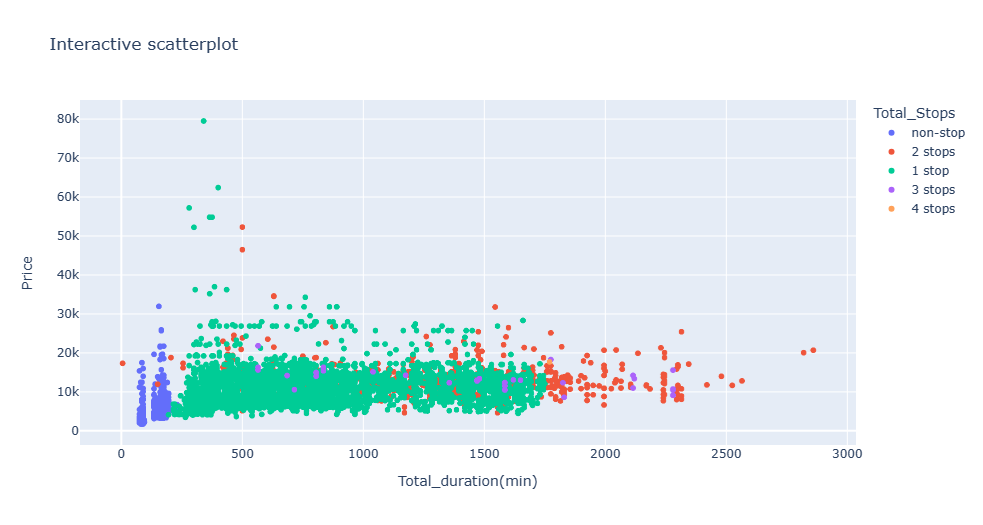 Interactive scatterplot
Total_Stops
non-stop
2 stops
1 stop
3 stops
4 stops
Price
80k
70k
60k
50k
40k
30k
20k
10k
0
0 500 1000 1500 2000 2500 3000
Total_duration(min)